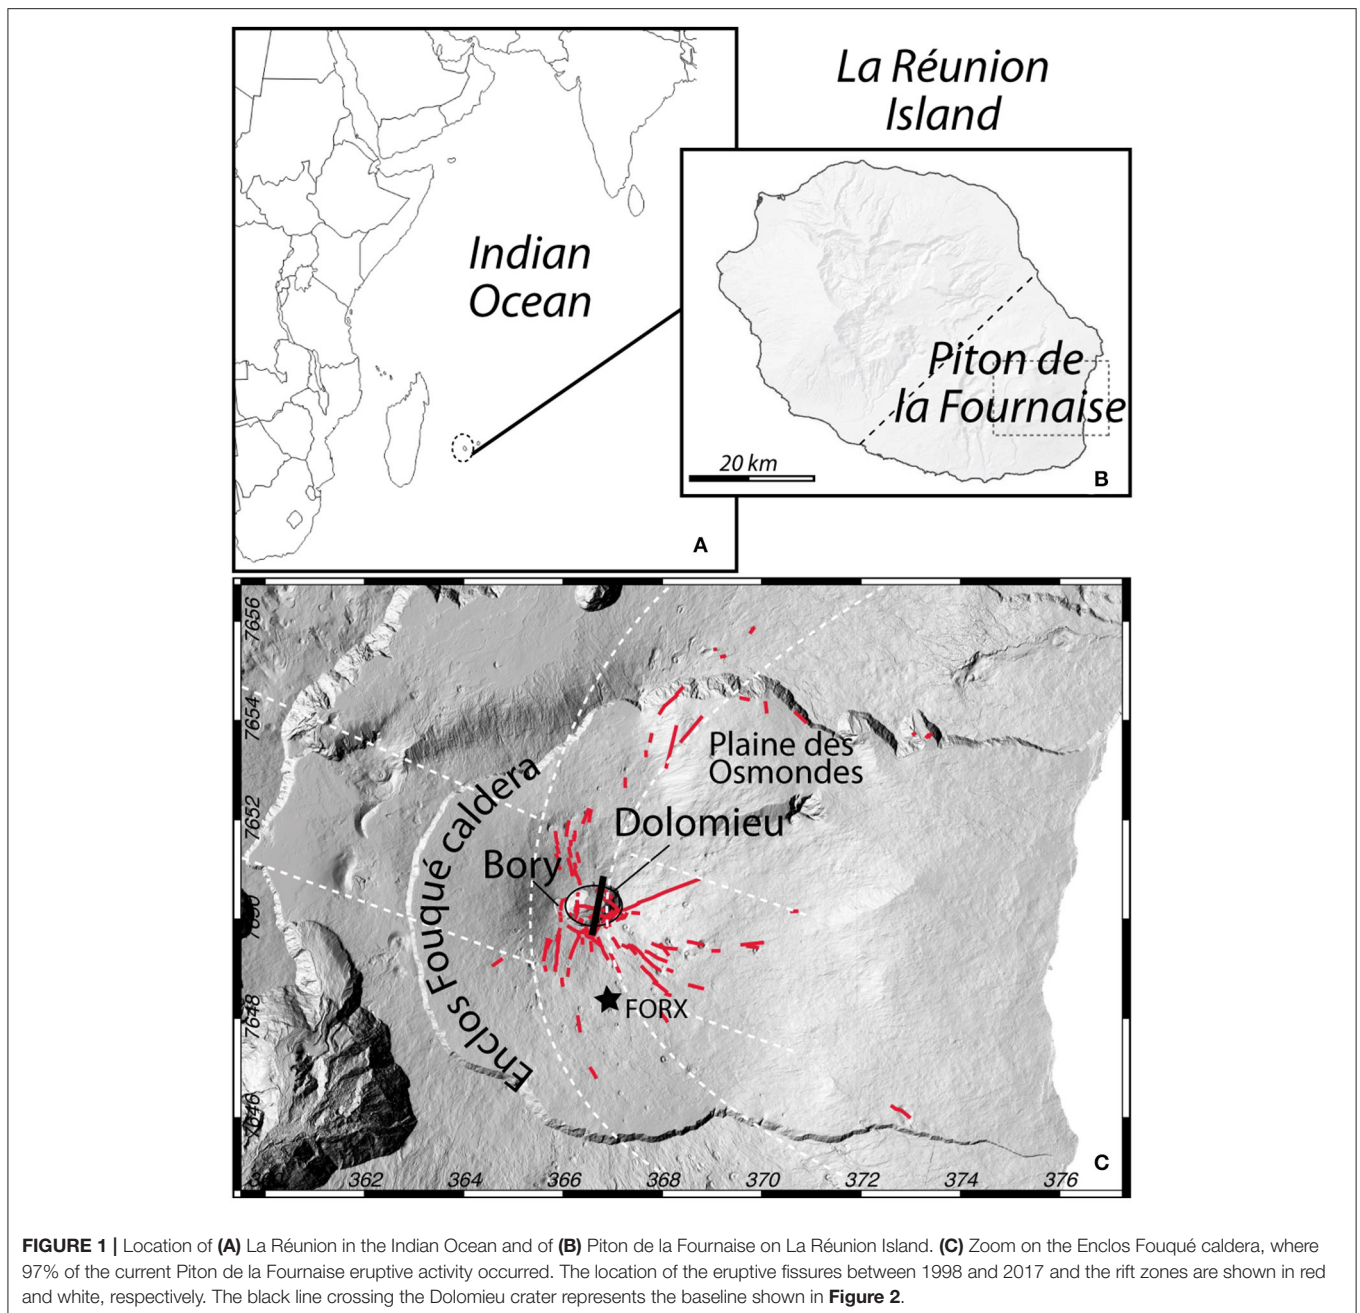 La Réunion
Island
Indian
Ocean
Piton de
la Fournaise
20 km
B
A
7656
7654
7652
7648
7646
Plaine des
Osmondes
Dolomieu
Bory
Enclos Fouqué caldera
FORX
C
362
364
366
368
370
372
374
376
FIGURE 1 | Location of (A) La Réunion in the Indian Ocean and of (B) Piton de la Fournaise on La Réunion Island. (C) Zoom on the Enclos Fouqué caldera, where
97% of the current Piton de la Fournaise eruptive activity occurred. The location of the eruptive fissures between 1998 and 2017 and the rift zones are shown in red
and white, respectively. The black line crossing the Dolomieu crater represents the baseline shown in Figure 2.